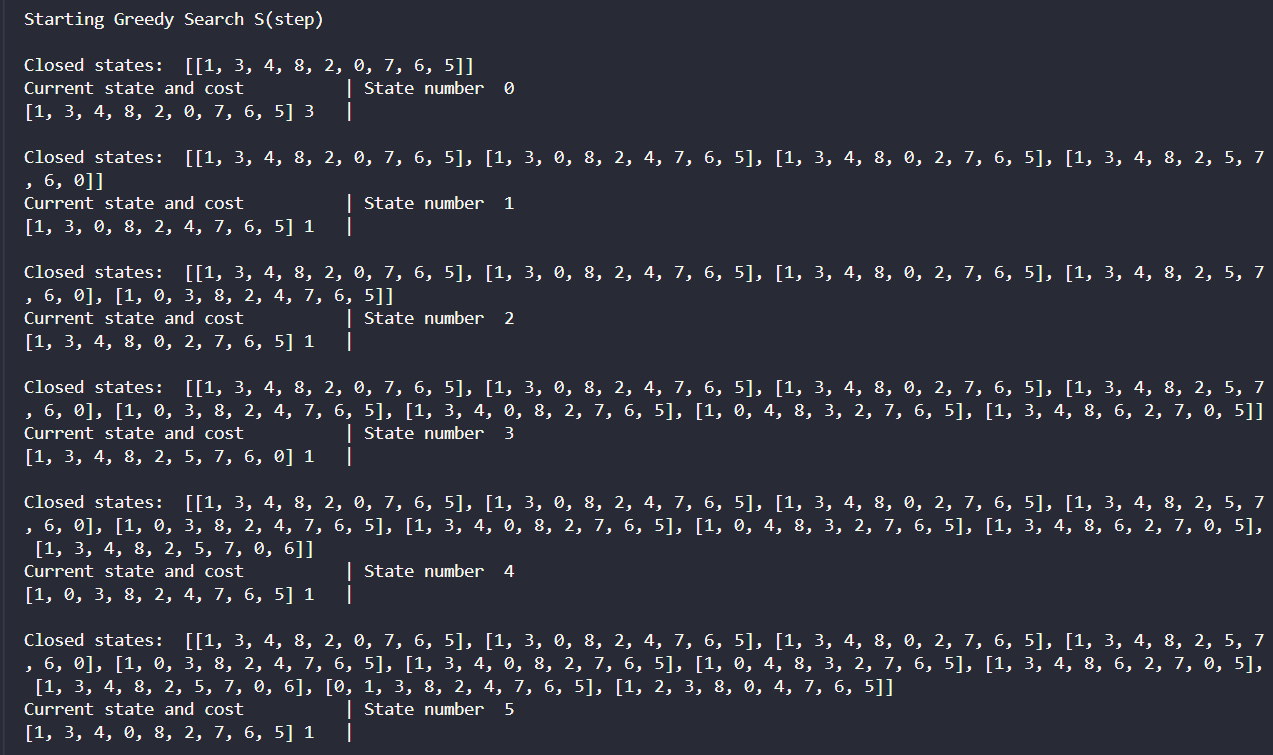 Starting Greedy Search S(step)
Closed states:  [[1, 3, 4, 8, 2, 0, 7, 6, 5]]
Current state and cost          | State number  0
[1, 3, 4, 8, 2, 0, 7, 6, 5] 3   |
Closed states:  [[1, 3, 4, 8, 2, 0, 7, 6, 5], [1, 3, 0, 8, 2, 4, 7, 6, 5], [1, 3, 4, 8, 0, 2, 7, 6, 5], [1, 3, 4, 8, 2, 5, 7
, 6, 0]]
Current state and cost          | State number  1
[1, 3, 0, 8, 2, 4, 7, 6, 5] 1   |
Closed states:  [[1, 3, 4, 8, 2, 0, 7, 6, 5], [1, 3, 0, 8, 2, 4, 7, 6, 5], [1, 3, 4, 8, 0, 2, 7, 6, 5], [1, 3, 4, 8, 2, 5, 7
, 6, 0], [1, 0, 3, 8, 2, 4, 7, 6, 5]]
Current state and cost          | State number  2
[1, 3, 4, 8, 0, 2, 7, 6, 5] 1   |
Closed states:  [[1, 3, 4, 8, 2, 0, 7, 6, 5], [1, 3, 0, 8, 2, 4, 7, 6, 5], [1, 3, 4, 8, 0, 2, 7, 6, 5], [1, 3, 4, 8, 2, 5, 7
, 6, 0], [1, 0, 3, 8, 2, 4, 7, 6, 5], [1, 3, 4, 0, 8, 2, 7, 6, 5], [1, 0, 4, 8, 3, 2, 7, 6, 5], [1, 3, 4, 8, 6, 2, 7, 0, 5]]
Current state and cost          | State number  3
[1, 3, 4, 8, 2, 5, 7, 6, 0] 1   |
Closed states:  [[1, 3, 4, 8, 2, 0, 7, 6, 5], [1, 3, 0, 8, 2, 4, 7, 6, 5], [1, 3, 4, 8, 0, 2, 7, 6, 5], [1, 3, 4, 8, 2, 5, 7
, 6, 0], [1, 0, 3, 8, 2, 4, 7, 6, 5], [1, 3, 4, 0, 8, 2, 7, 6, 5], [1, 0, 4, 8, 3, 2, 7, 6, 5], [1, 3, 4, 8, 6, 2, 7, 0, 5],
 [1, 3, 4, 8, 2, 5, 7, 0, 6]]
Current state and cost          | State number  4
[1, 0, 3, 8, 2, 4, 7, 6, 5] 1   |
Closed states:  [[1, 3, 4, 8, 2, 0, 7, 6, 5], [1, 3, 0, 8, 2, 4, 7, 6, 5], [1, 3, 4, 8, 0, 2, 7, 6, 5], [1, 3, 4, 8, 2, 5, 7
, 6, 0], [1, 0, 3, 8, 2, 4, 7, 6, 5], [1, 3, 4, 0, 8, 2, 7, 6, 5], [1, 0, 4, 8, 3, 2, 7, 6, 5], [1, 3, 4, 8, 6, 2, 7, 0, 5],
 [1, 3, 4, 8, 2, 5, 7, 0, 6], [0, 1, 3, 8, 2, 4, 7, 6, 5], [1, 2, 3, 8, 0, 4, 7, 6, 5]]
Current state and cost          | State number  5
[1, 3, 4, 0, 8, 2, 7, 6, 5] 1   |